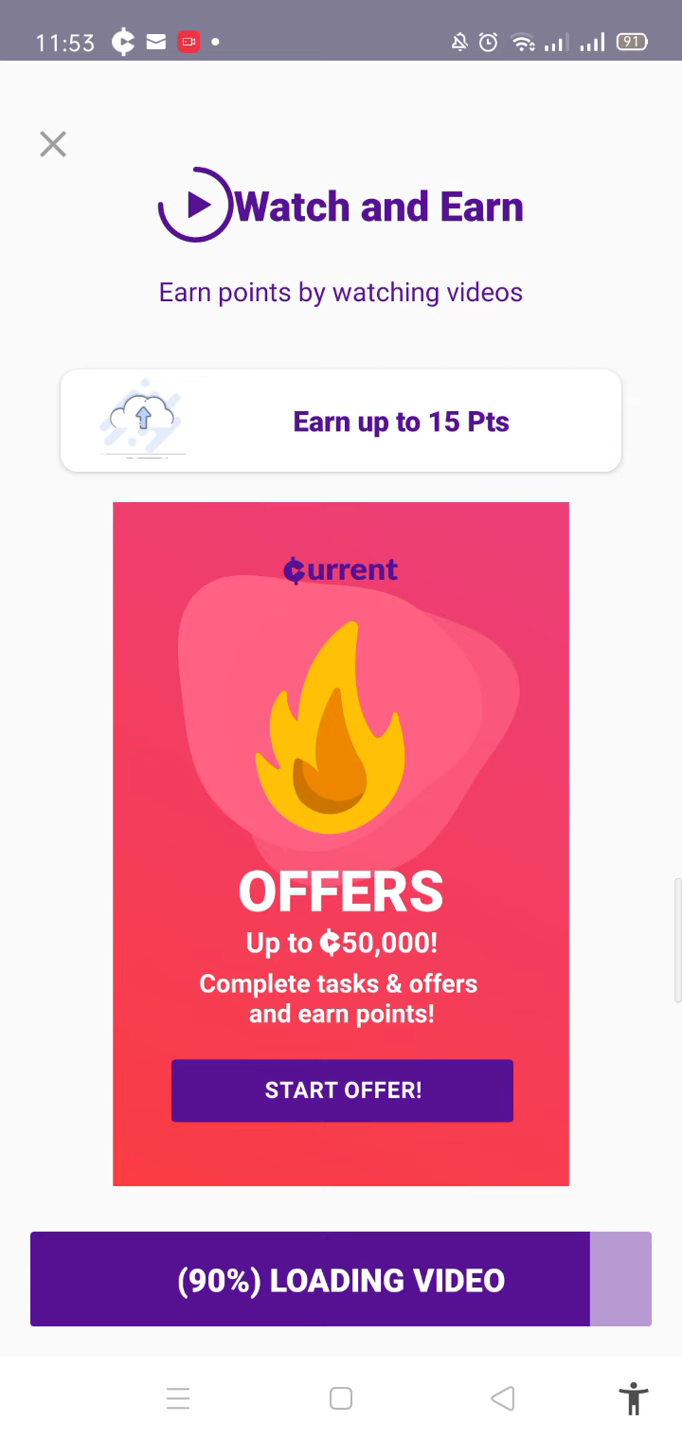 11:53
91
Watch and Earn
Earn points by watching videos
Earn up to 15 Pts
¢urrent
OFFERS
Up to ¢50,000!
Complete tasks & offers
and earn points!
START OFFER!
(90%) LOADING VIDEO